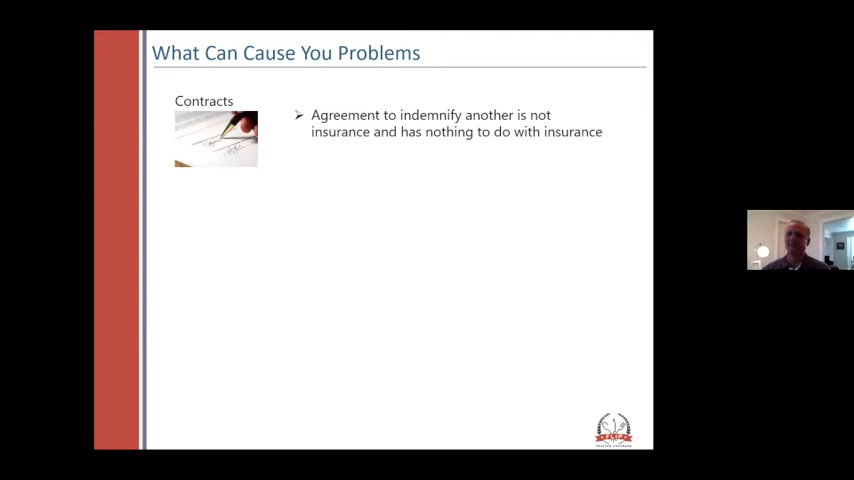 What Can Cause You Problems
Contracts
Agreement to indemnify another is not
insurance and has nothing to do with insurance
FLIP